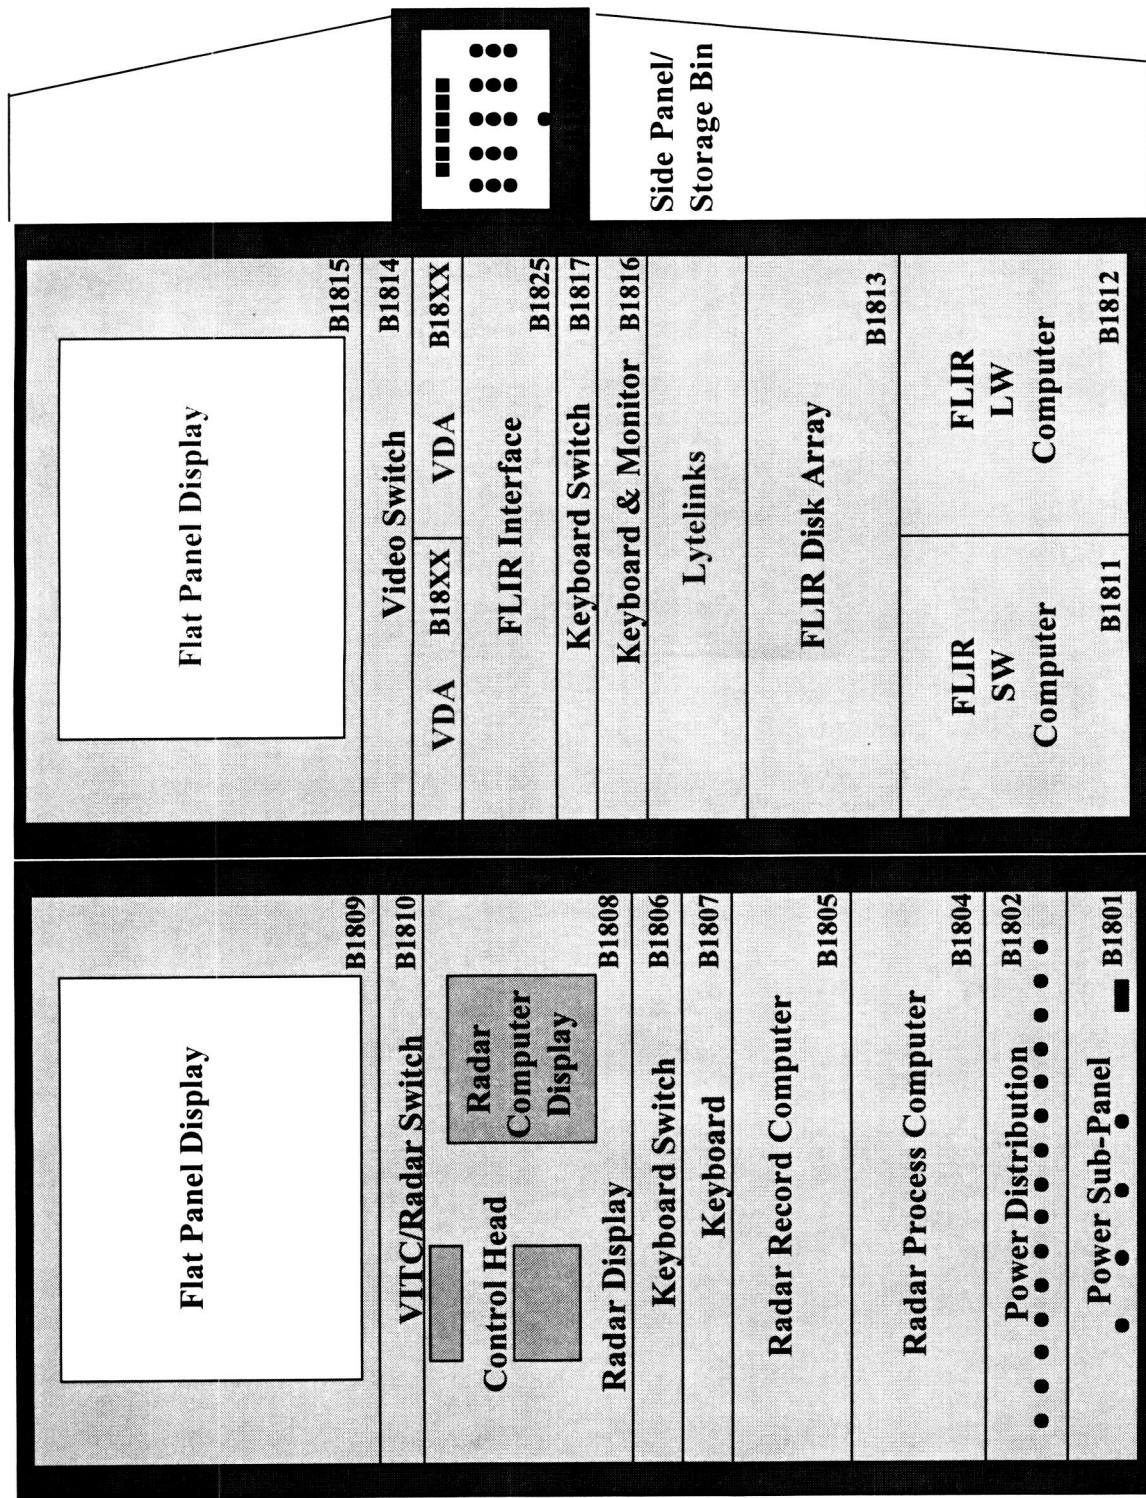 Flat Panel Display
B1809
VITC/Radar Switch
B1810
Control Head
Radar
Computer
Display
Radar Display
B1808
Keyboard Switch
B1806
Keyboard
B1807
Radar Record Computer
B1805
Radar Process Computer
B1804
Power Distribution
B1802
Power Sub-Panel
B1801
Flat Panel Display
B1815
Video Switch
B1814
VDA B18XX
VDA B18XX
FLIR Interface
B1825
Keyboard Switch
B1817
Keyboard & Monitor
B1816
Lytelinks
FLIR Disk Array
B1813
FLIR
SW
Computer
B1811
FLIR
LW
Computer
B1812
Side Panel/
Storage Bin